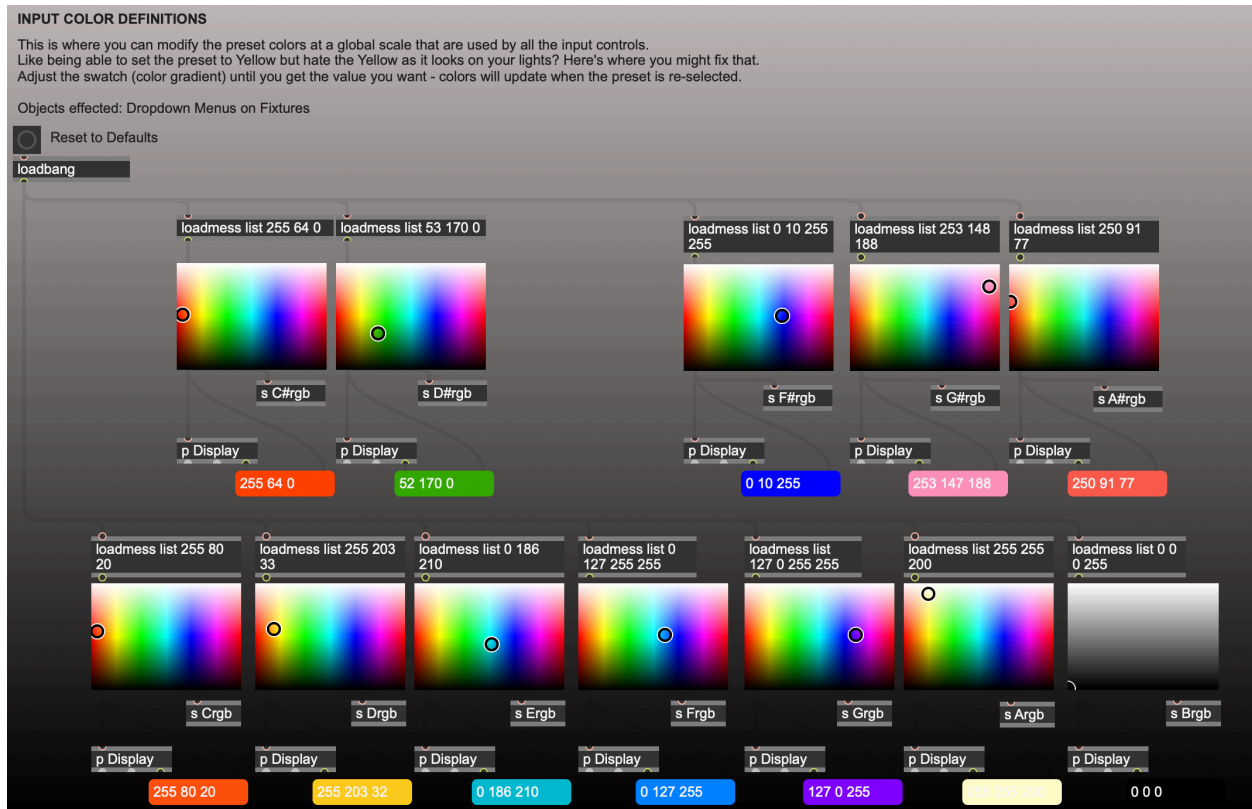 INPUT COLOR DEFINITIONS
This is where you can modify the preset colors at a global scale that are used by all the input controls.
Like being able to set the preset to Yellow but hate the Yellow as it looks on your lights? Here's where you might fix that.
Adjust the swatch (color gradient) until you get the value you want - colors will update when the preset is re-selected.
Objects effected: Dropdown Menus on Fixtures
Reset to Defaults
loadbang
loadmess list 255 64 0
loadmess list 53 170 0
loadmess list 0 10 255
255
loadmess list 253 148
188
loadmess list 250 91
77
s C#rgb
s D#rgb
s F#rgb
s G#rgb
s A#rgb
p Display
p Display
p Display
p Display
p Display
255 64 0
52 170 0
0 10 255
253 147 188
250 91 77
loadmess list 255 80
20
loadmess list 255 203
33
loadmess list 0 186
210
loadmess list 0
127 255 255
loadmess list
127 0 255 255
loadmess list 255 255
200
loadmess list 0 0
0 255
s Crgb
s Drgb
s Ergb
s Frgb
s Grgb
s Argb
s Brgb
p Display
p Display
p Display
p Display
p Display
p Display
p Display
255 80 20
255 203 32
0 186 210
0 127 255
127 0 255
0 0 0